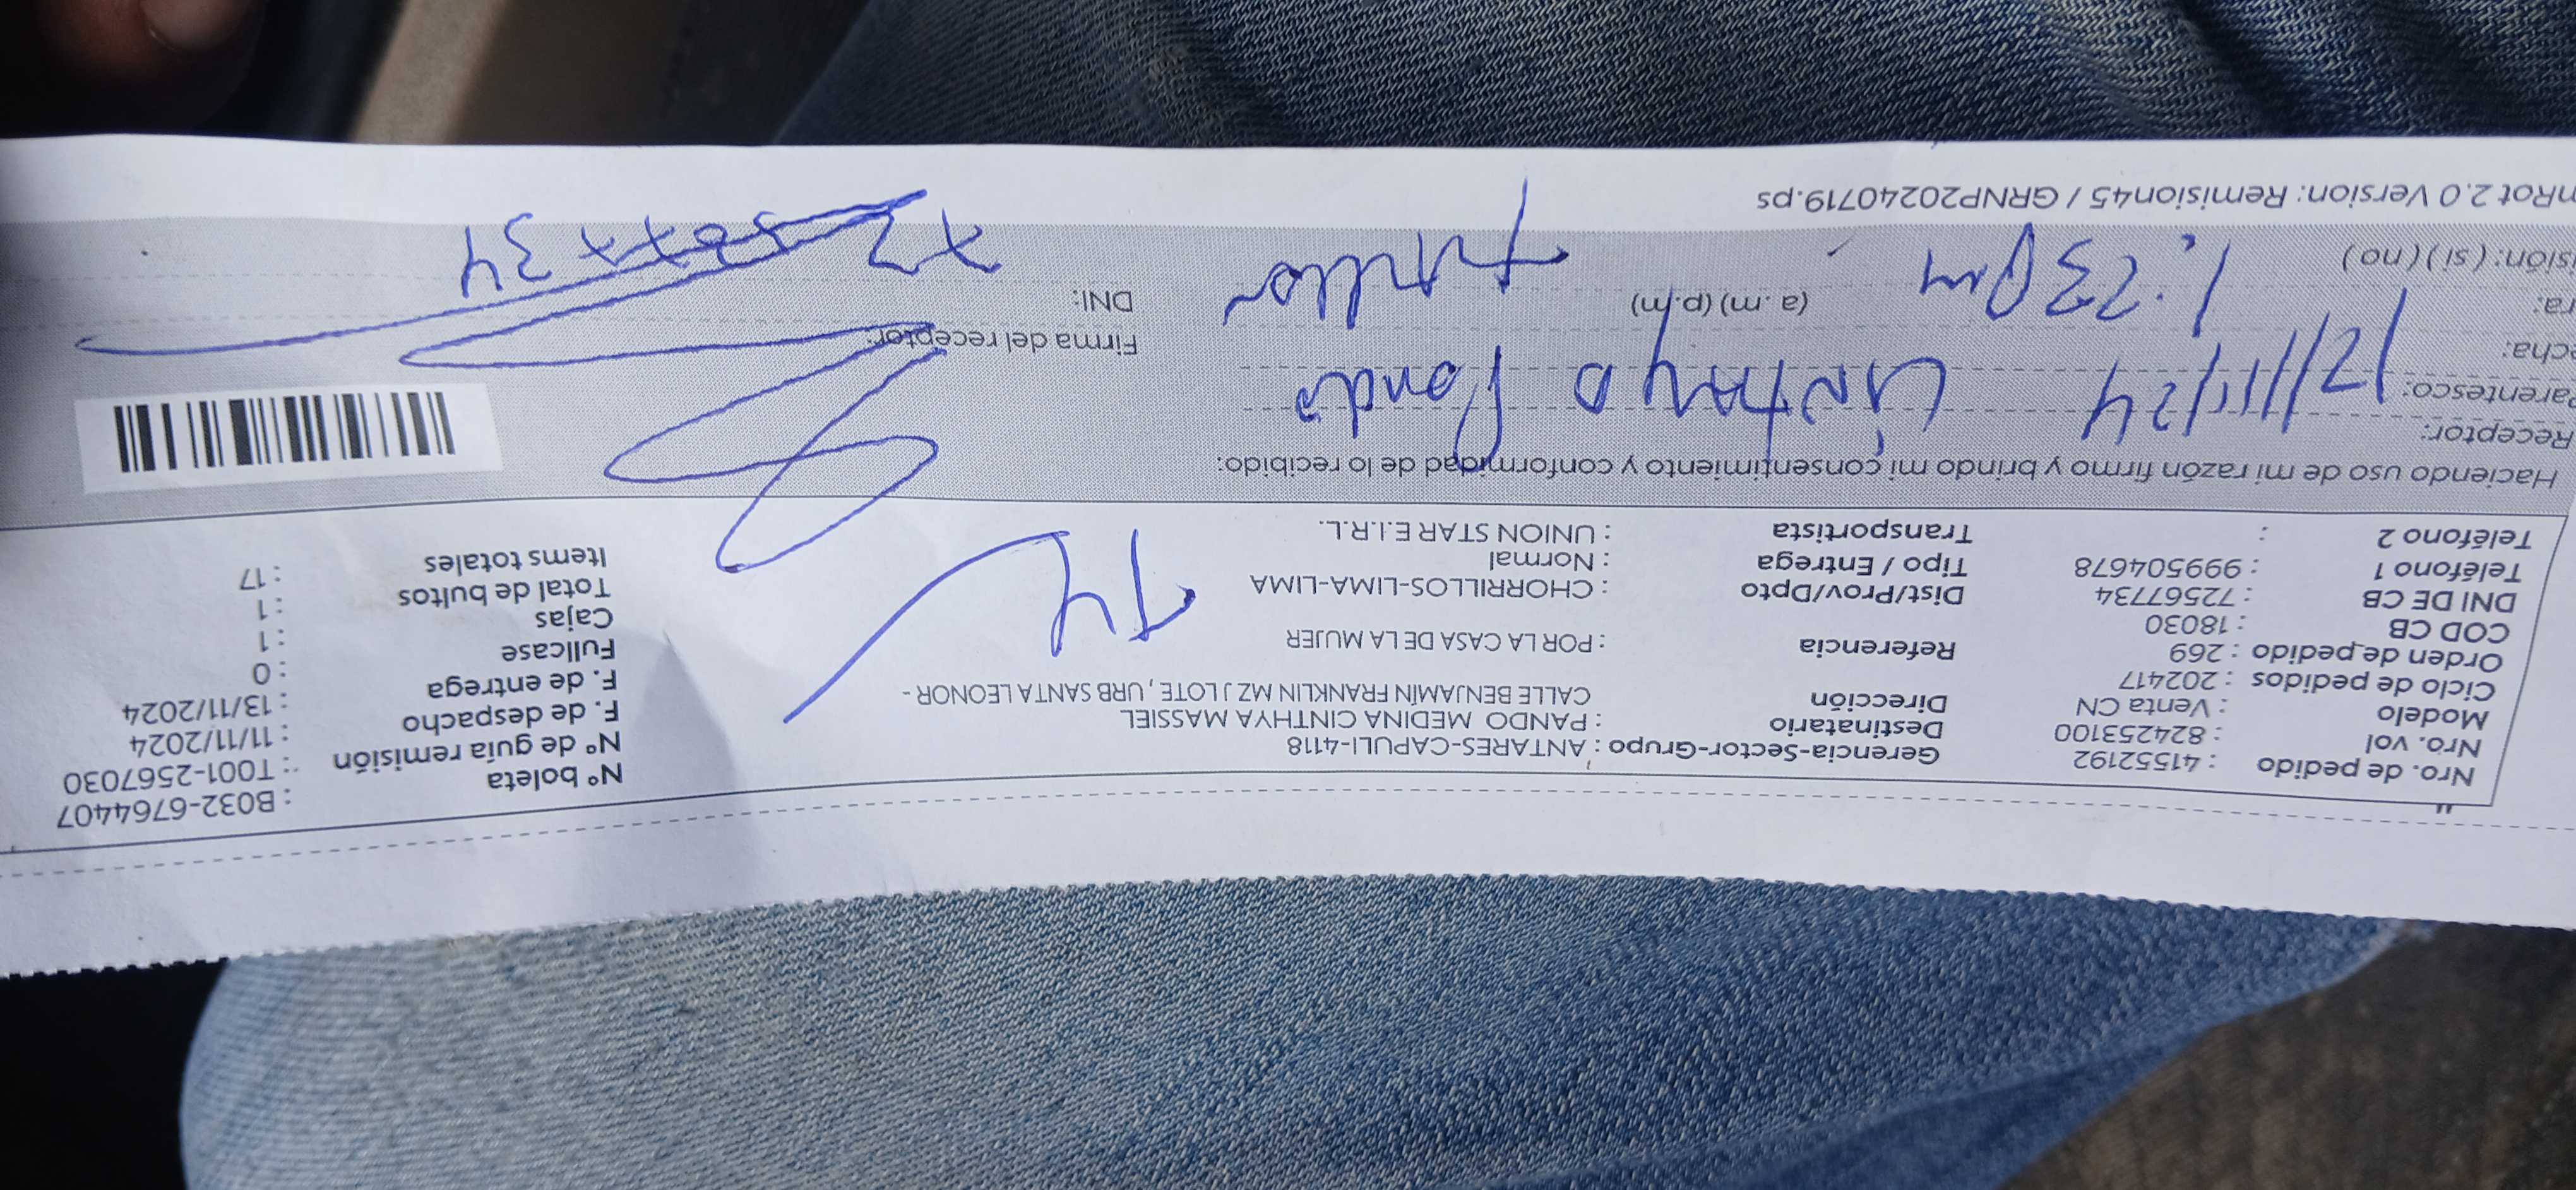 Nro. de pedido : 41552192 Gerencia-Sector-Grupo : ANTARES-CAPULI-4118 Nº boleta : B032-6764407
Nro. vol : 824253100 Destinatario : PANDO MEDINA CINTHYA MASSIEL Nº de guía remisión : T001-2567030
Modelo : Venta CN Dirección CALLE BENJAMÍN FRANKLIN MZ J LOTE , URB SANTA LEONOR - F. de despacho : 11/11/2024
Ciclo de pedidos : 202417 F. de entrega : 13/11/2024
Orden de pedido : 269 Referencia : POR LA CASA DE LA MUJER Fullcase : 0
COD CB : 18030 Cajas : 1
DNI DE CB : 72567734 Dist/Prov/Dpto : CHORRILLOS-LIMA-LIMA Total de bultos : 1
Teléfono 1 : 999504678 Tipo / Entrega : Normal Items totales : 17
Teléfono 2 : Transportista : UNION STAR E.I.R.L.
Haciendo uso de mi razón firmo y brindo mi consentimiento y conformidad de lo recibido:
Receptor:
Parentesco: Pando
echa: Firma del receptor:
ra: (a.m) (p.m) DNI:
1:23 pm
isión: (si) (no)
nRot 2.0 Version: Remision45 / GRNP20240719.ps